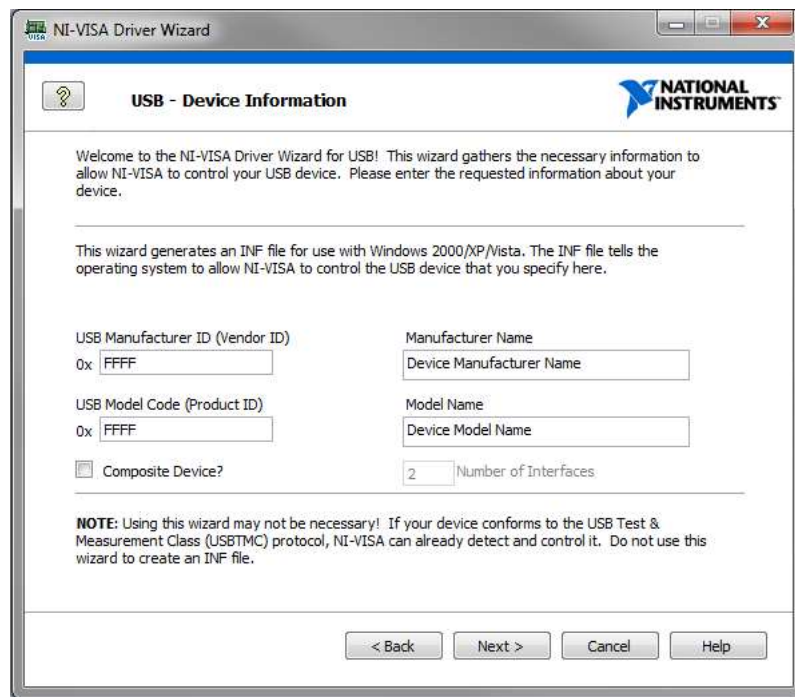 VISA NI-VISA Driver Wizard
? USB - Device Information
NATIONAL
INSTRUMENTS™
Welcome to the NI-VISA Driver Wizard for USB! This wizard gathers the necessary information to
allow NI-VISA to control your USB device. Please enter the requested information about your
device.
This wizard generates an INF file for use with Windows 2000/XP/Vista. The INF file tells the
operating system to allow NI-VISA to control the USB device that you specify here.
USB Manufacturer ID (Vendor ID) Manufacturer Name
0x FFFF Device Manufacturer Name
USB Model Code (Product ID) Model Name
0x FFFF Device Model Name
Composite Device? 2 Number of Interfaces
NOTE: Using this wizard may not be necessary! If your device conforms to the USB Test &
Measurement Class (USBTMC) protocol, NI-VISA can already detect and control it. Do not use this
wizard to create an INF file.
< Back Next > Cancel Help